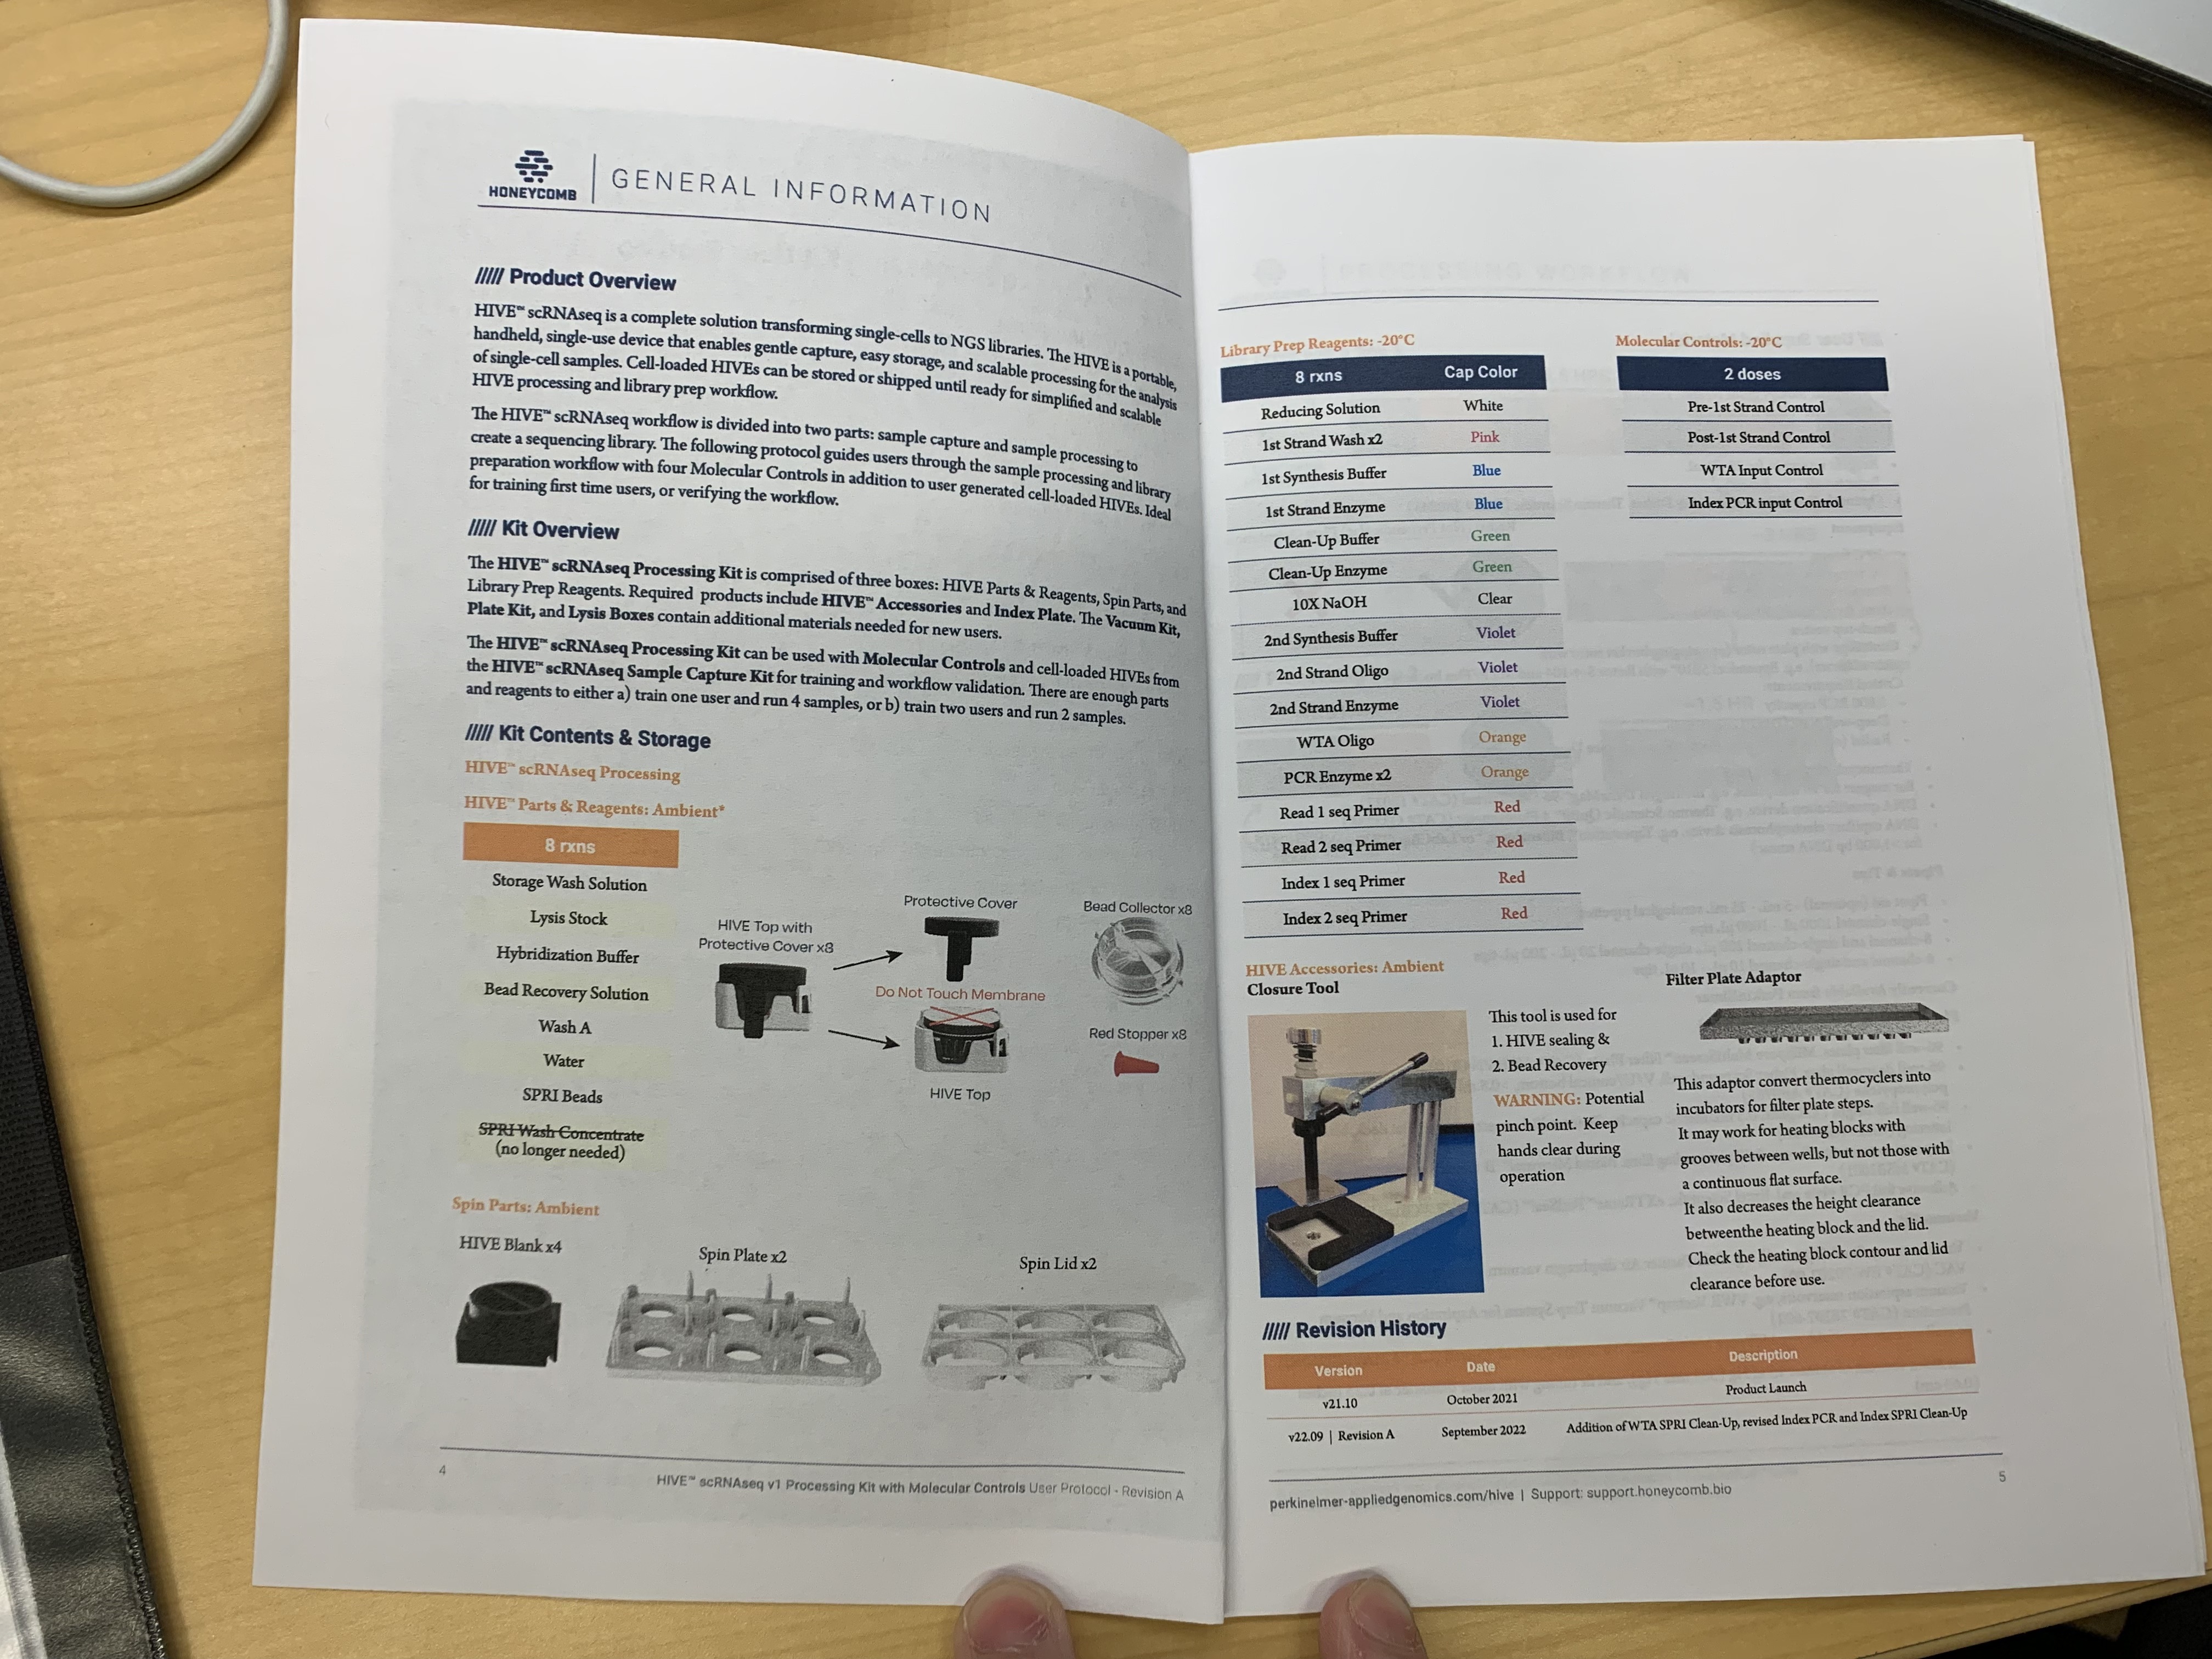 HONEYCOMB
GENERAL INFORMATION
///// Product Overview
HIVE™ scRNAseq is a complete solution transforming single-cells to NGS libraries. The HIVE is a portable,
handheld, single-use device that enables gentle capture, easy storage, and scalable processing for the analysis
of single-cell samples. Cell-loaded HIVEs can be stored or shipped until ready for simplified and scalable
HIVE processing and library prep workflow.
The HIVE™ scRNAseq workflow is divided into two parts: sample capture and sample processing to
create a sequencing library. The following protocol guides users through the sample processing and library
preparation workflow with four Molecular Controls in addition to user generated cell-loaded HIVEs. Ideal
for training first time users, or verifying the workflow.
///// Kit Overview
The HIVE™ scRNAseq Processing Kit is comprised of three boxes: HIVE Parts & Reagents, Spin Parts, and
Library Prep Reagents. Required products include HIVE™ Accessories and Index Plate. The Vacuum Kit,
Plate Kit, and Lysis Boxes contain additional materials needed for new users.
The HIVE™ scRNAseq Processing Kit can be used with Molecular Controls and cell-loaded HIVEs from
the HIVE™ scRNAseq Sample Capture Kit for training and workflow validation. There are enough parts
and reagents to either a) train one user and run 4 samples, or b) train two users and run 2 samples.
///// Kit Contents & Storage
HIVE™ scRNAseq Processing
HIVE™ Parts & Reagents: Ambient*
8 rxns
Storage Wash Solution
Lysis Stock
Hybridization Buffer
Bead Recovery Solution
Wash A
Water
SPRI Beads
SPRI Wash Concentrate
(no longer needed)
HIVE Top with
Protective Cover x8
Protective Cover
Do Not Touch Membrane
HIVE Top
Bead Collector x8
Red Stopper x8
Spin Parts: Ambient
HIVE Blank x4
Spin Plate x2
Spin Lid x2
4
HIVE™ scRNAseq v1 Processing Kit with Molecular Controls User Protocol - Revision A
Library Prep Reagents: -20°C
8 rxns Cap Color
Reducing Solution White
1st Strand Wash x2 Pink
1st Synthesis Buffer Blue
1st Strand Enzyme Blue
Clean-Up Buffer Green
Clean-Up Enzyme Green
10X NaOH Clear
2nd Synthesis Buffer Violet
2nd Strand Oligo Violet
2nd Strand Enzyme Violet
WTA Oligo Orange
PCR Enzyme x2 Orange
Read 1 seq Primer Red
Read 2 seq Primer Red
Index 1 seq Primer Red
Index 2 seq Primer Red
Molecular Controls: -20°C
2 doses
Pre-1st Strand Control
Post-1st Strand Control
WTA Input Control
Index PCR input Control
HIVE Accessories: Ambient
Closure Tool
This tool is used for
1. HIVE sealing &
2. Bead Recovery
WARNING: Potential
pinch point. Keep
hands clear during
operation
Filter Plate Adaptor
This adaptor convert thermocyclers into
incubators for filter plate steps.
It may work for heating blocks with
grooves between wells, but not those with
a continuous flat surface.
It also decreases the height clearance
betweenthe heating block and the lid.
Check the heating block contour and lid
clearance before use.
///// Revision History
Version Date Description
v21.10 October 2021 Product Launch
v22.09 | Revision A September 2022 Addition of WTA SPRI Clean-Up, revised Index PCR and Index SPRI Clean-Up
perkinelmer-appliedgenomics.com/hive | Support: support.honeycomb.bio
5